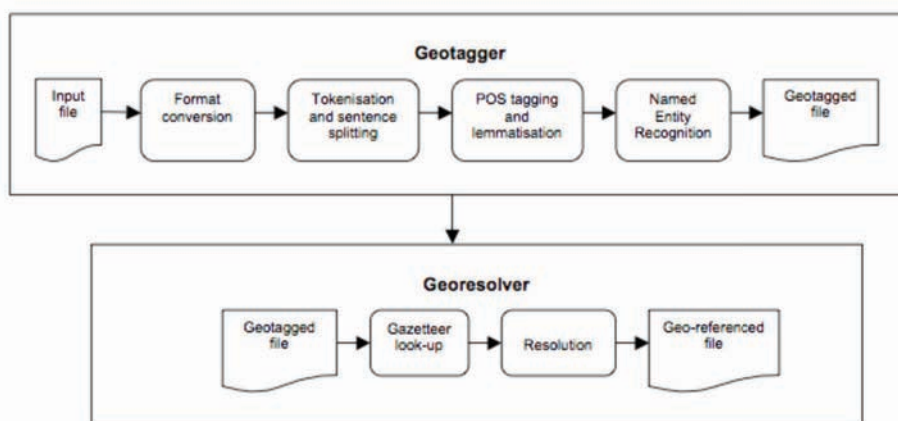 Geotagger
Input
file
Format
conversion
Tokenisation
and sentence
splitting
POS tagging
and
lemmatisation
Named
Entity
Recognition
Geotagged
file
Georesolver
Geotagged
file
Gazetteer
look-up
Resolution
Geo-referenced
file